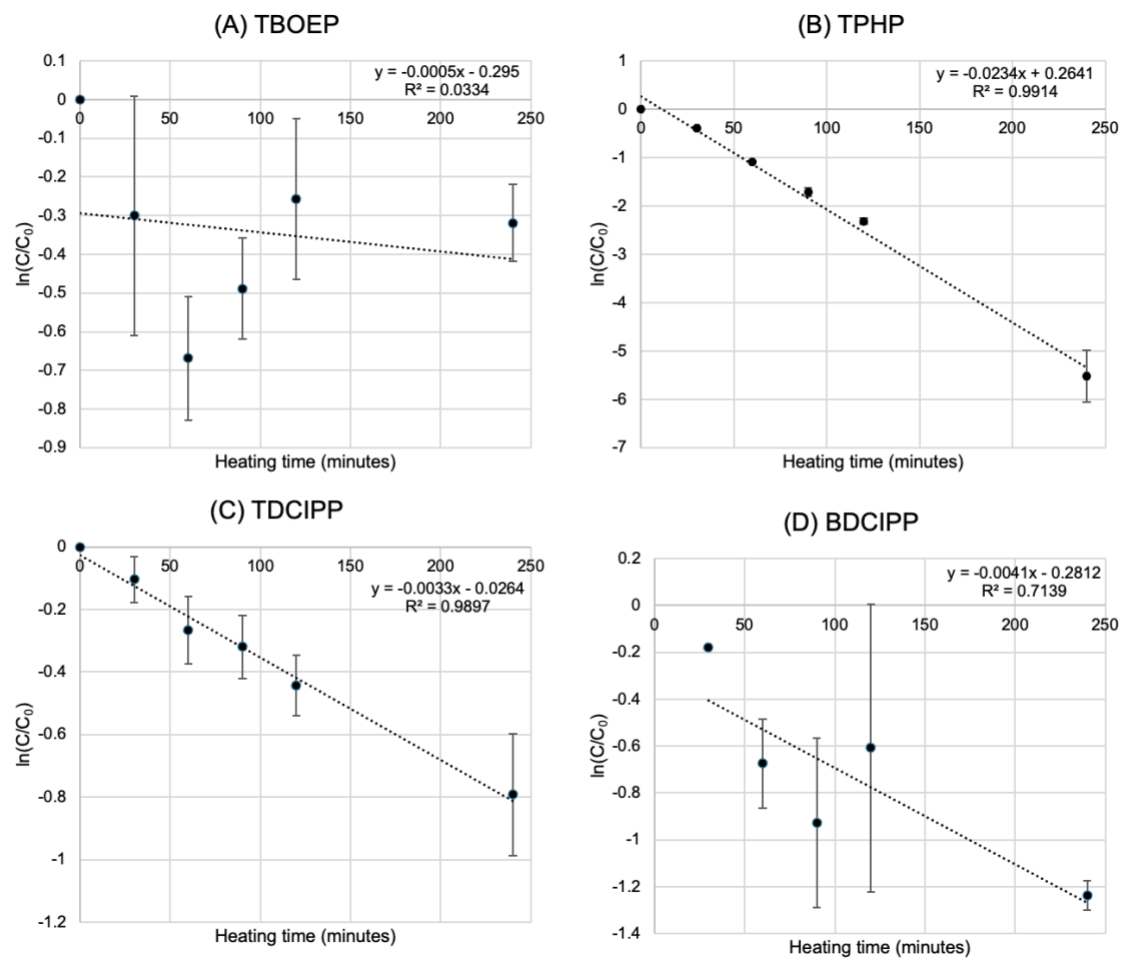 (A) TBOEP
y = -0.0005x - 0.295
R² = 0.0334
0.1
0
-0.1
-0.2
-0.3
-0.4
-0.5
-0.6
-0.7
-0.8
-0.9
0 50 100 150 200 250
ln(C/C₀)
Heating time (minutes)
(B) TPHP
y = -0.0234x + 0.2641
R² = 0.9914
1
0
-1
-2
-3
-4
-5
-6
-7
0 50 100 150 200 250
ln(C/C₀)
Heating time (minutes)
(C) TDCIPP
0
-0.2
-0.4
-0.6
-0.8
-1
-1.2
0 50 100 150 200 250
y = -0.0033x - 0.0264
R² = 0.9897
ln(C/C₀)
Heating time (minutes)
(D) BDCIPP
y = -0.0041x - 0.2812
R² = 0.7139
0.2
0
-0.2
-0.4
-0.6
-0.8
-1
-1.2
-1.4
0 50 100 150 200 250
ln(C/C₀)
Heating time (minutes)